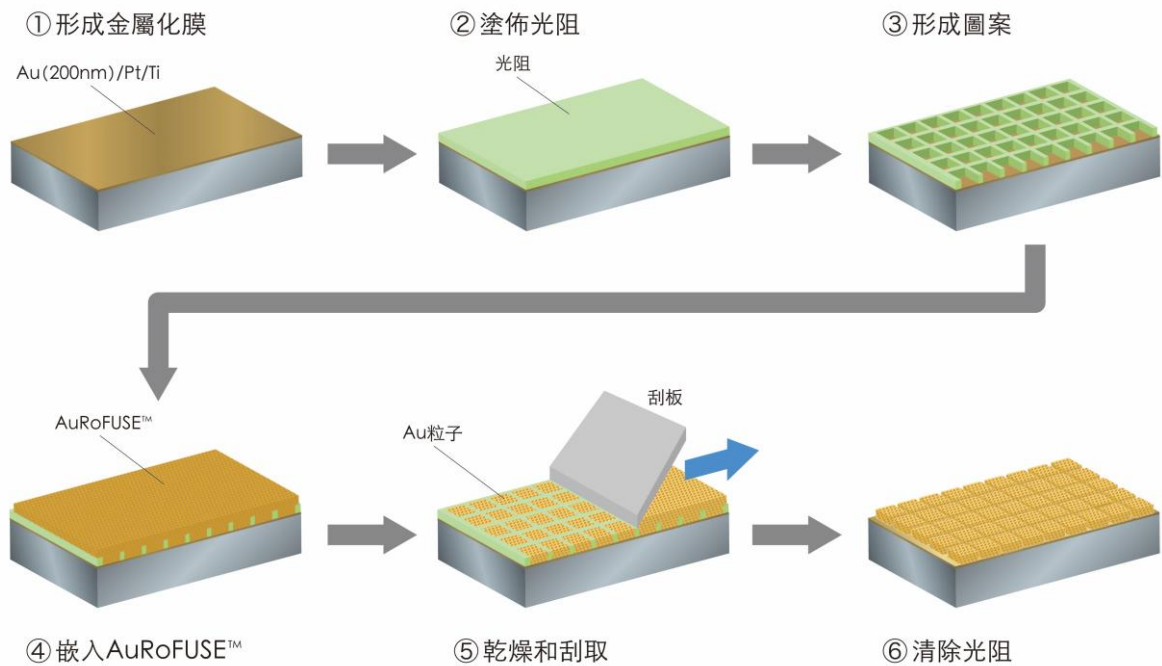 ①形成金屬化膜
Au(200nm)/Pt/Ti
②塗佈光阻
光阻
③形成圖案
AuRoFUSE™
④嵌入AuRoFUSE™
刮板
Au粒子
⑤乾燥和刮取
⑥清除光阻